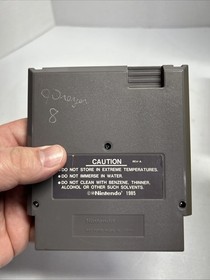 8
CAUTION
• DO NOT STORE IN EXTREME TEMPERATURES.
• DO NOT IMMERSE IN WATER.
• DO NOT CLEAN WITH BENZENE, THINNER,
ALCOHOL OR OTHER SUCH SOLVENTS.
©Nintendo 1985